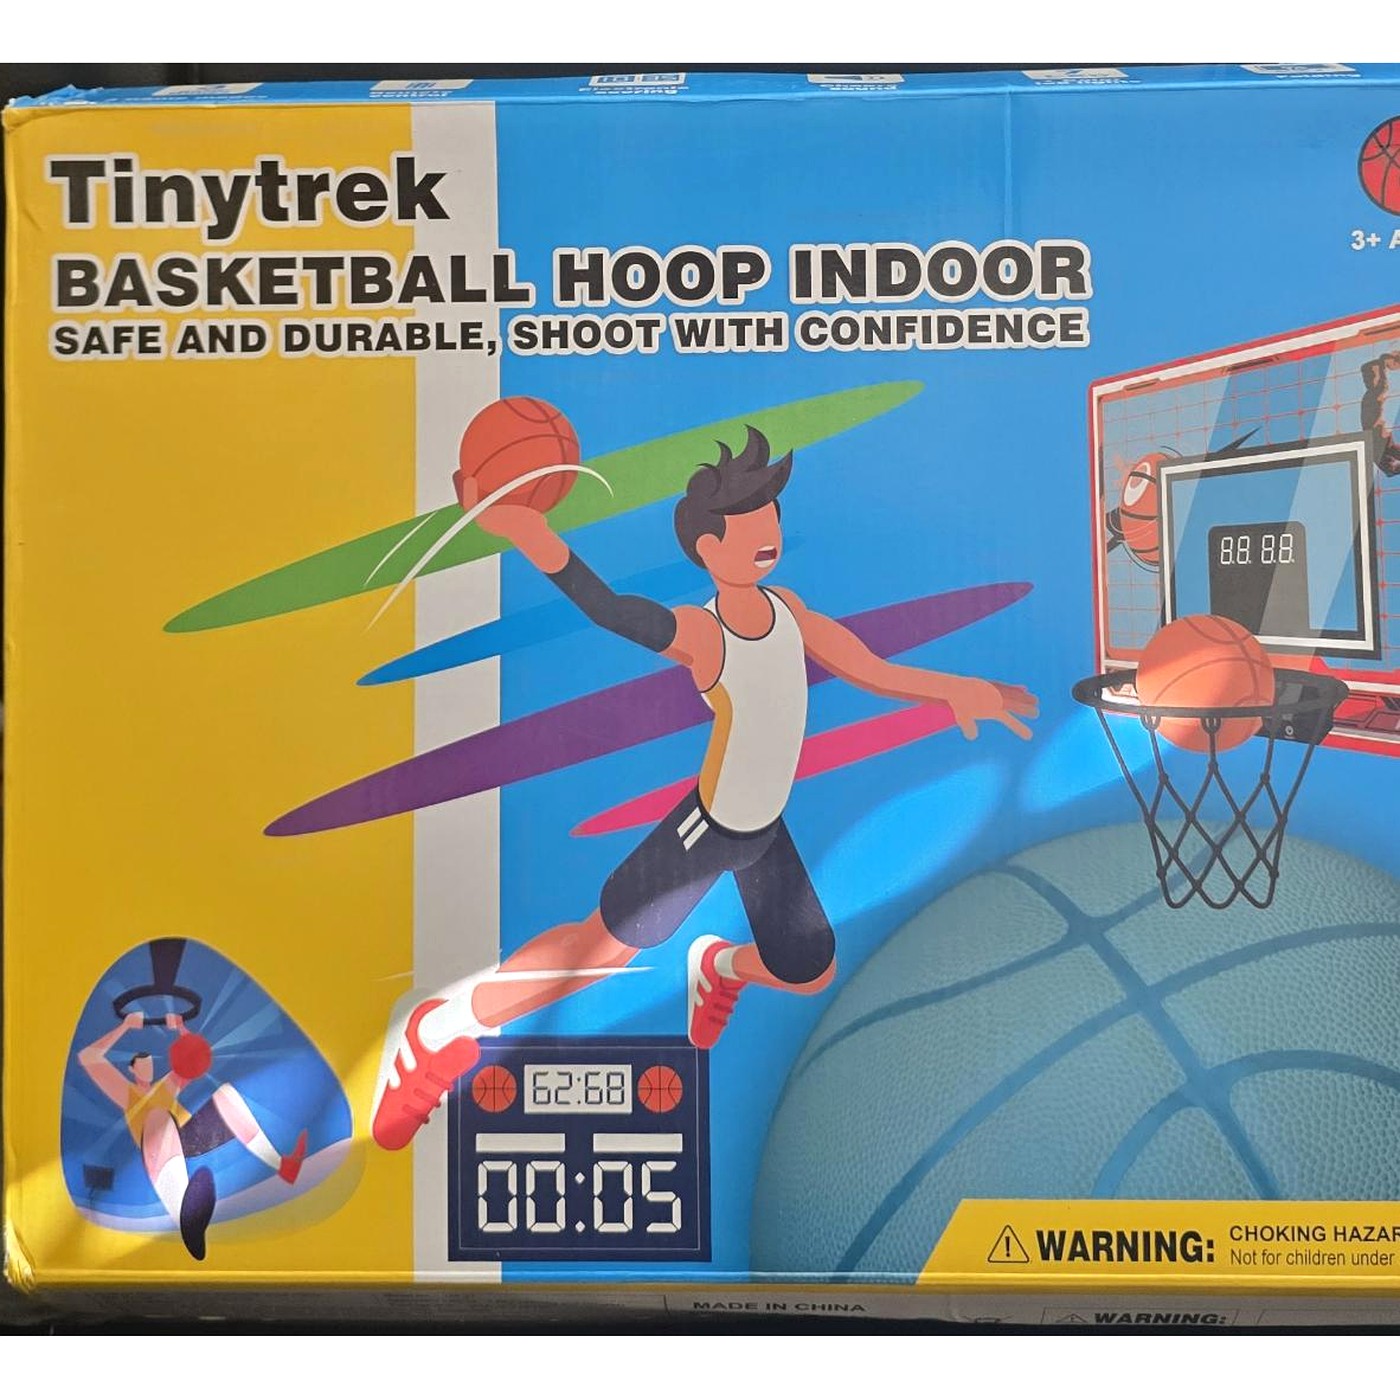 Tinytrek
BASKETBALL HOOP INDOOR
SAFE AND DURABLE, SHOOT WITH CONFIDENCE
3+
88 88
62:68
00:05
WARNING:
CHOKING HAZAR
Not for children under
MADE IN CHINA
WARNING: